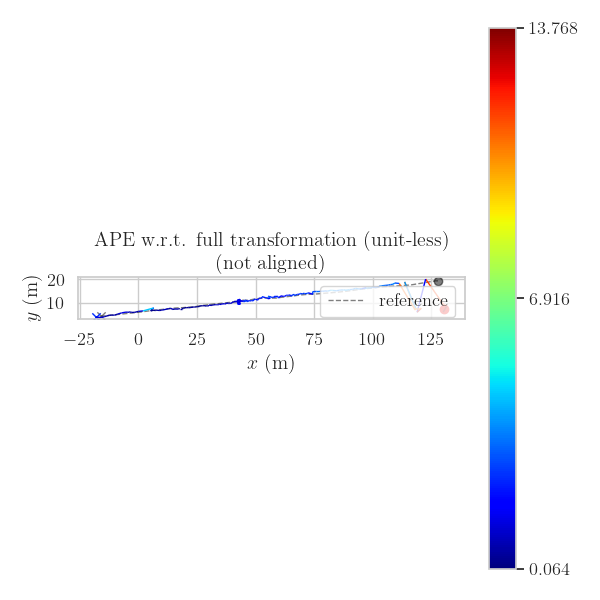 APE w.r.t. full transformation (unit-less)
(not aligned)
20
10
y (m)
reference
−25 0 25 50 75 100 125
x (m)
13.768
6.916
0.064